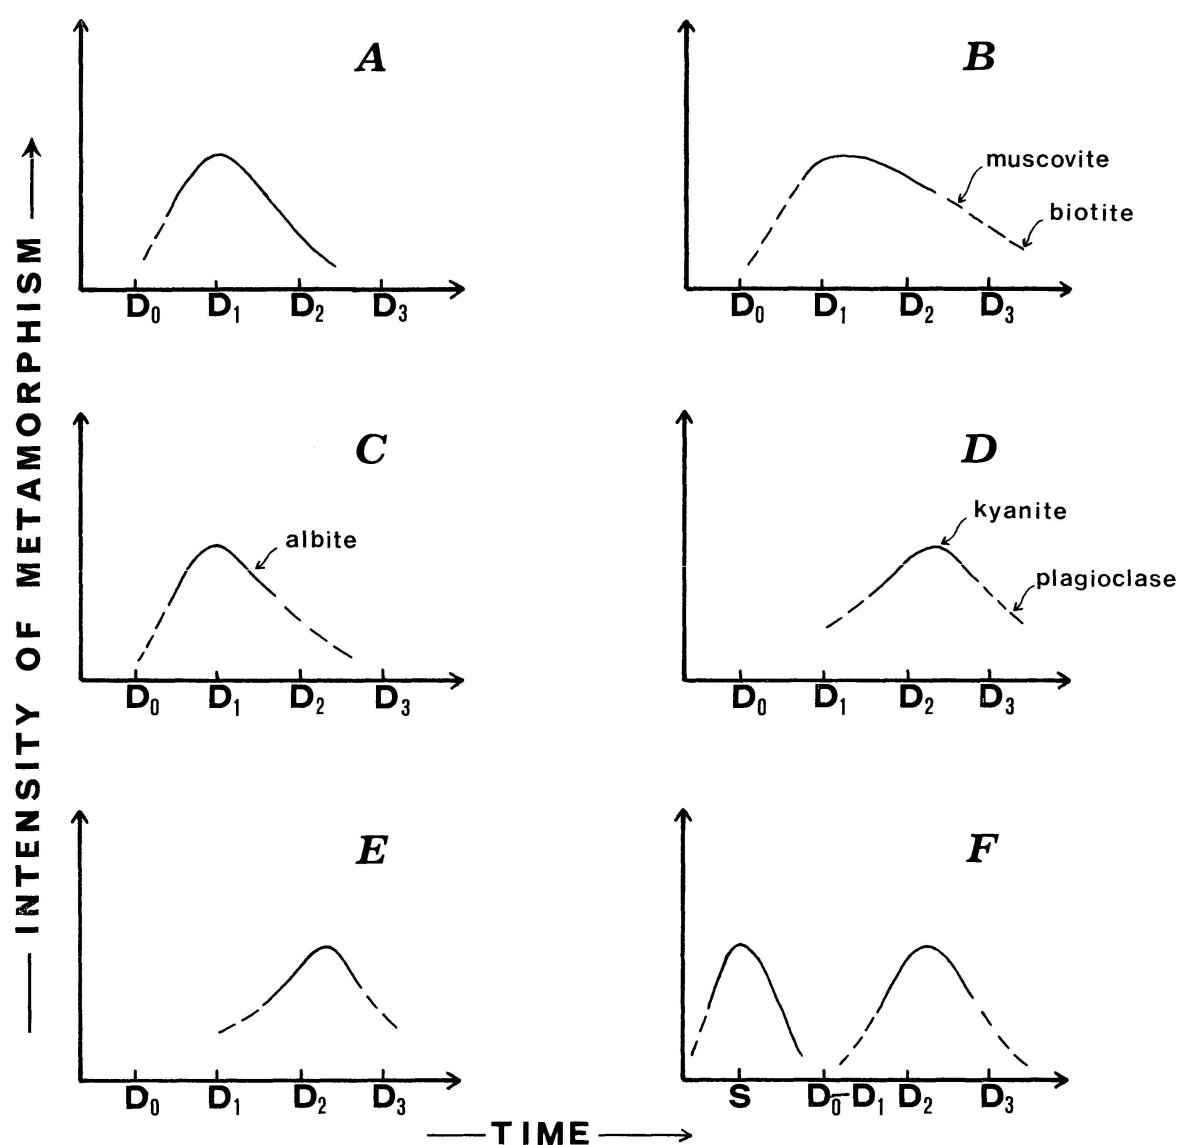 A
B
muscovite
biotite
D0 D1 D2 D3
D0 D1 D2 D3
C
D
albite
kyanite
plagioclase
D0 D1 D2 D3
D0 D1 D2 D3
E
F
D0 D1 D2 D3
S D0-D1 D2 D3
INTENSITY OF METAMORPHISM
TIME